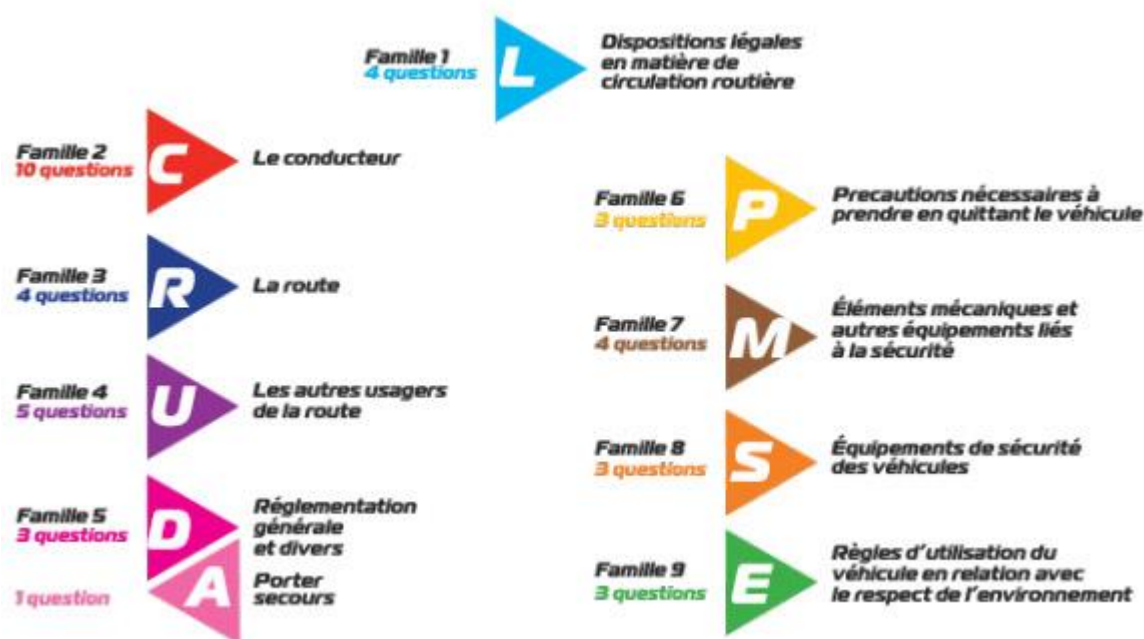 Famille 1
4 questions
L
Dispositions légales
en matière de
circulation routière
Famille 2
10 questions
C
Le conducteur
Famille 3
4 questions
R
La route
Famille 4
5 questions
U
Les autres usagers
de la route
Famille 5
3 questions
D
Réglementation
générale
et divers
1 question
A
Porter
secours
Famille 6
3 questions
P
Precautions nécessaires à
prendre en quittant le véhicule
Famille 7
4 questions
M
Éléments mécaniques et
autres équipements liés
à la sécurité
Famille 8
3 questions
S
Équipements de sécurité
des véhicules
Famille 9
3 questions
E
Règles d'utilisation du
véhicule en relation avec
le respect de l'environnement